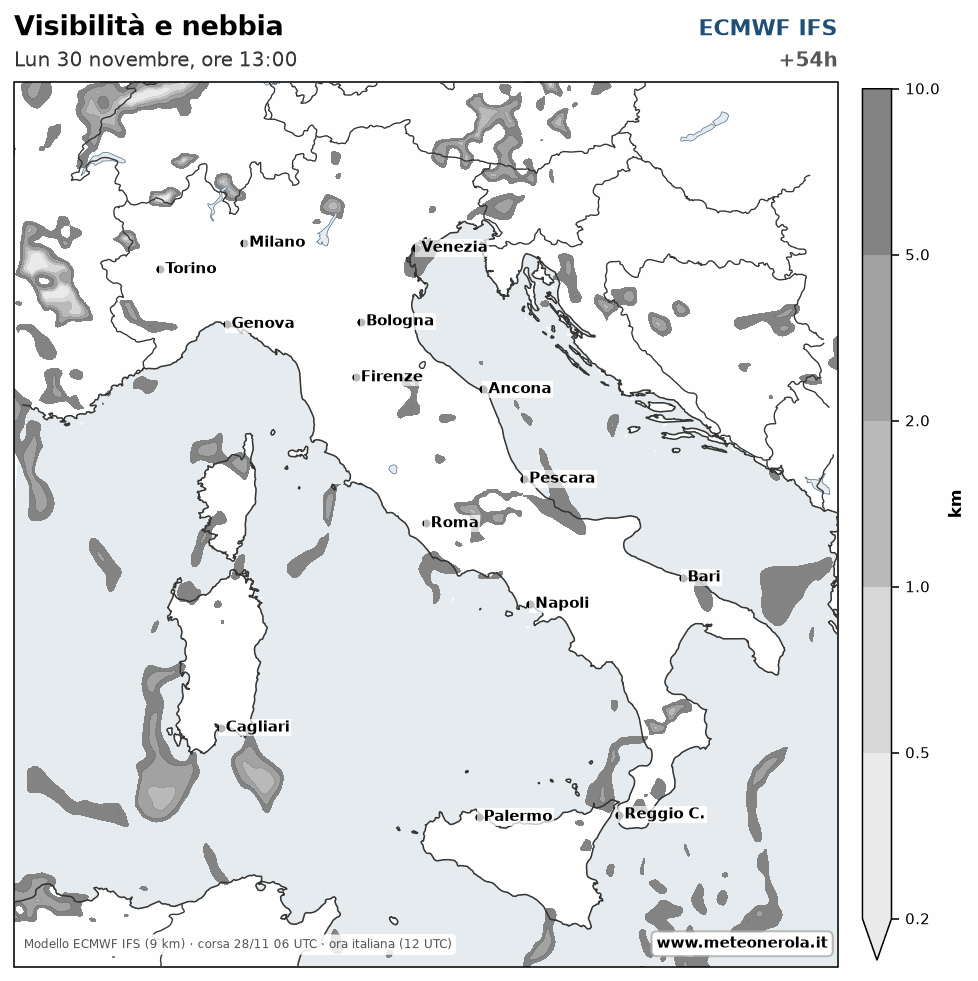 Visibilità e nebbia
ECMWF IFS
Lun 30 novembre, ore 13:00
+54h
10.0
5.0
2.0
1.0
0.5
0.2
km
Milano
Venezia
Torino
Genova
Bologna
Firenze
Ancona
Pescara
Roma
Bari
Napoli
Cagliari
Palermo
Reggio C.
Modello ECMWF IFS (9 km) · corsa 28/11 06 UTC · ora italiana (12 UTC)
www.meteonerola.it